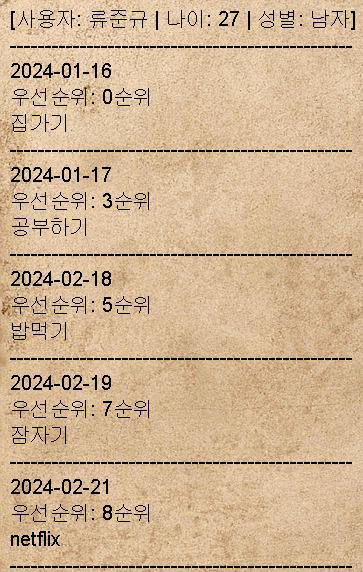 [사용자: 류준규 | 나이: 27 | 성별: 남자]
2024-01-16
우선순위: 0순위
집가기
2024-01-17
우선순위: 3순위
공부하기
2024-02-18
우선순위: 5순위
밥먹기
2024-02-19
우선순위: 7순위
잠자기
2024-02-21
우선순위: 8순위
netflix